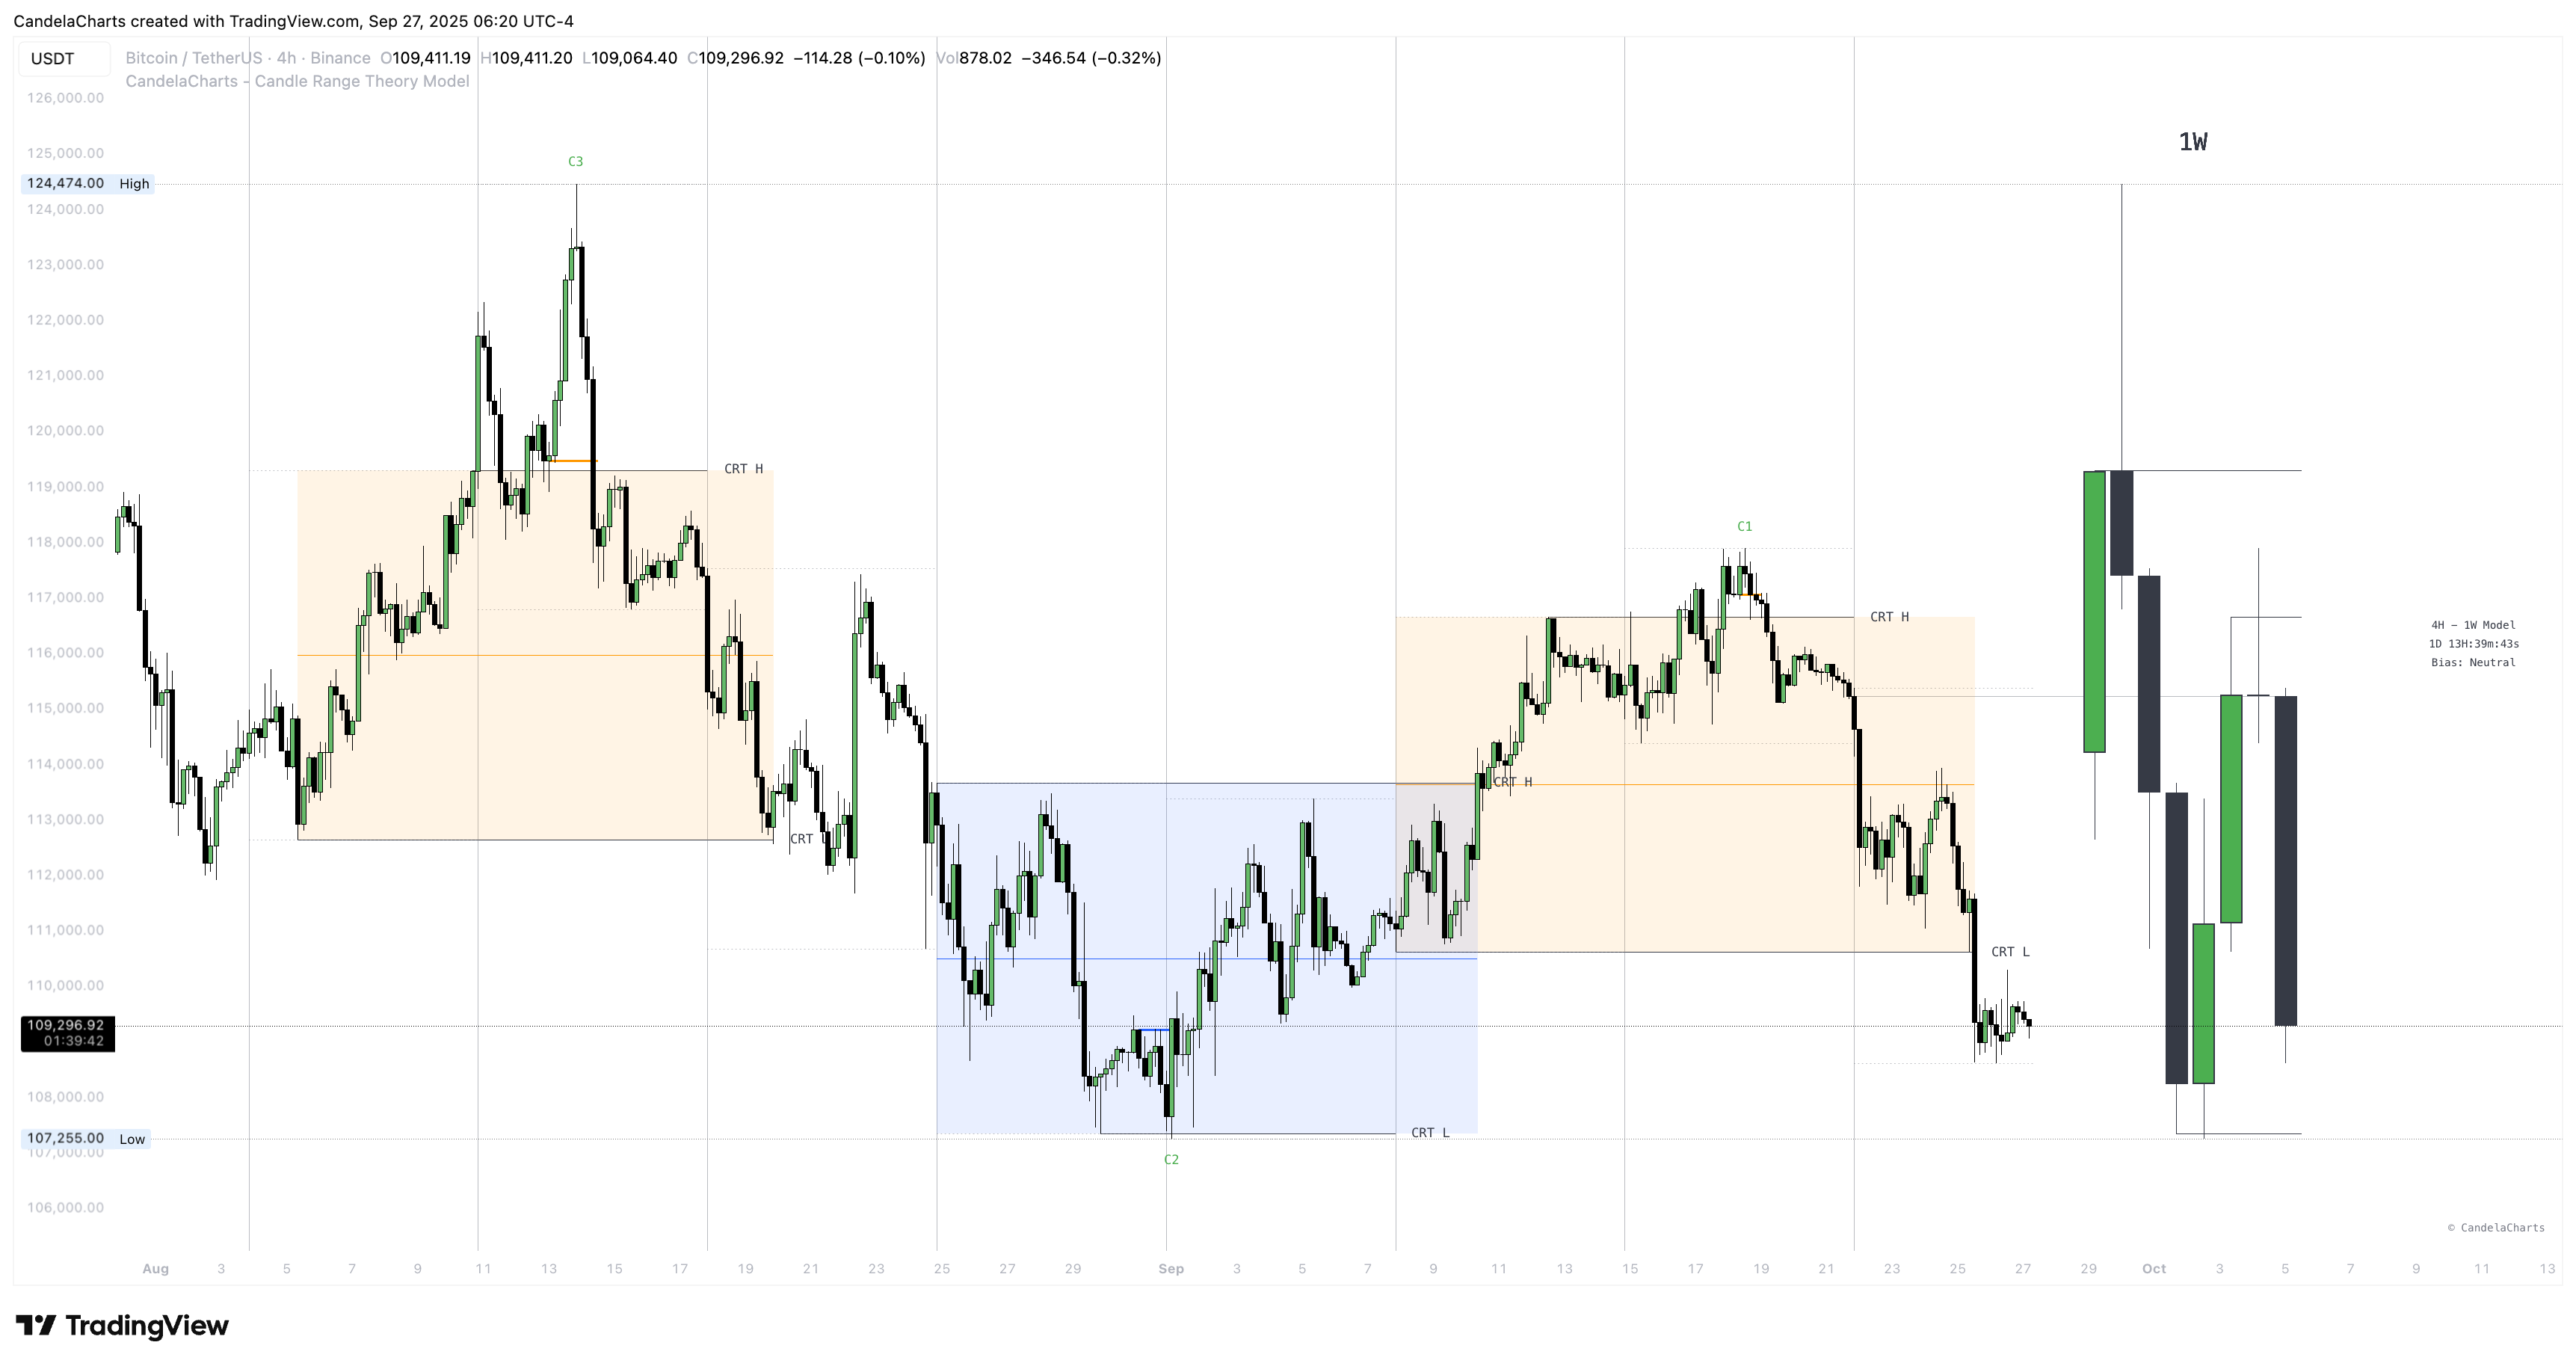 CandelaCharts created with TradingView.com, Sep 27, 2025 06:20 UTC-4
USDT
Bitcoin / TetherUS · 4h · Binance O109,411.19 H109,411.20 L109,064.40 C109,296.92 −114.28 (−0.10%) Vol878.02 −346.54 (−0.32%)
CandelaCharts - Candle Range Theory Model
126,000.00
1W
125,000.00
C3
124,474.00 High
124,000.00
123,000.00
122,000.00
121,000.00
120,000.00
CRT H
119,000.00
C1
118,000.00
117,000.00
CRT H
4H - 1W Model
1D 13H:39m:43s
Bias: Neutral
116,000.00
115,000.00
114,000.00
CRT H
113,000.00
CRT
112,000.00
111,000.00
CRT L
110,000.00
109,296.92
01:39:42
108,000.00
107,255.00 Low
CRT L
107,000.00
C2
106,000.00
© CandelaCharts
Aug 3 5 7 9 11 13 15 17 19 21 23 25 27 29 Sep 3 5 7 9 11 13 15 17 19 21 23 25 27 29 Oct 3 5 7 9 11 13
TradingView